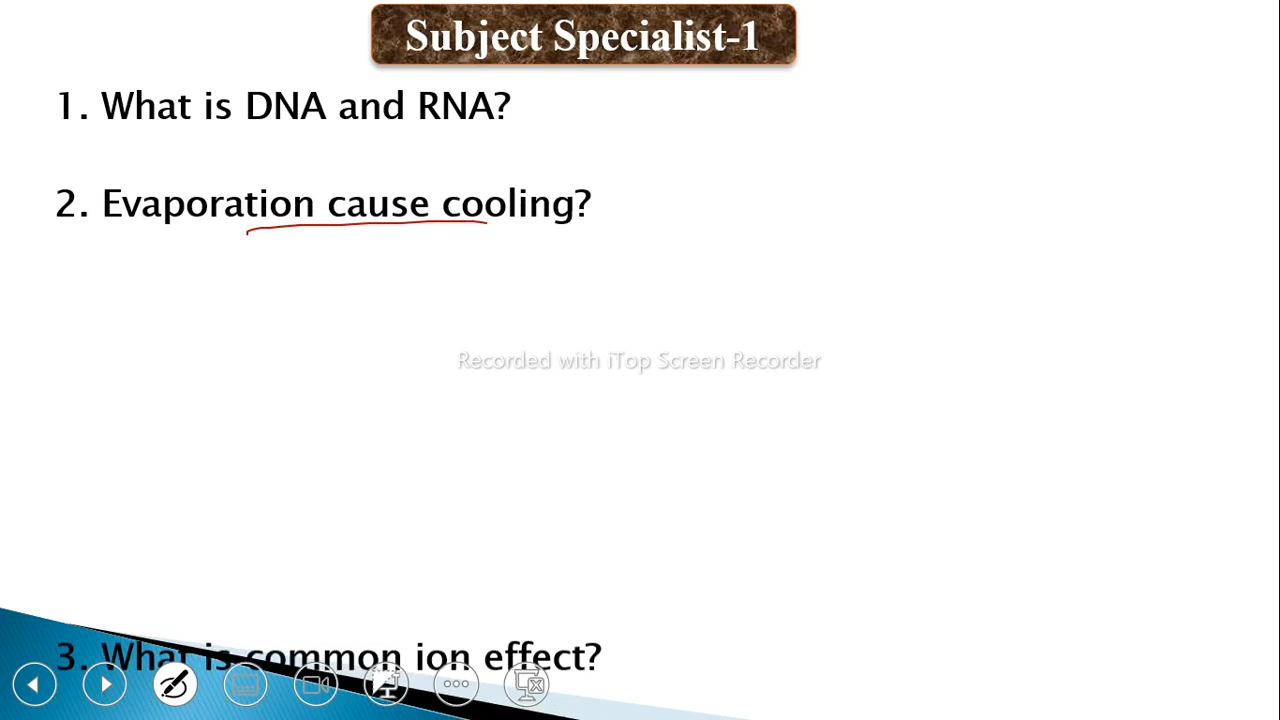 Subject Specialist-1
1. What is DNA and RNA?
2. Evaporation cause cooling?
Recorded with iTop Screen Recorder
3. What is common ion effect?